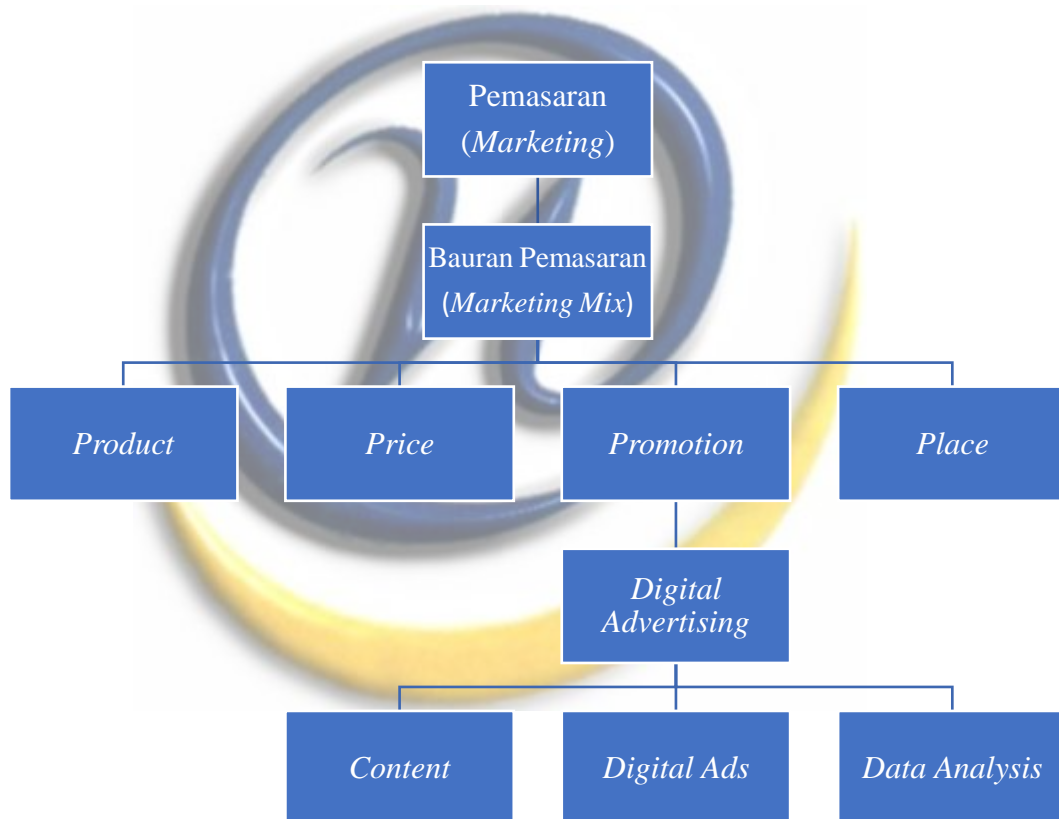 Pemasaran
(Marketing)
Bauran Pemasaran
(Marketing Mix)
Product
Price
Promotion
Place
Digital
Advertising
Content
Digital Ads
Data Analysis